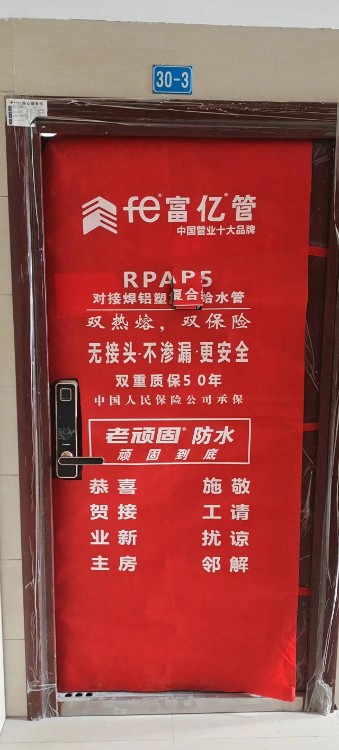 30-3
fe®富亿®管
中国管业十大品牌
RPAP5
对接焊铝塑复合给水管
双热熔，双保险
无接头·不渗漏·更安全
双重质保50年
中国人民保险公司承保
老顽固®防水
顽固到底
恭喜 施敬
贺接 工请
业新 扰谅
主房 邻解